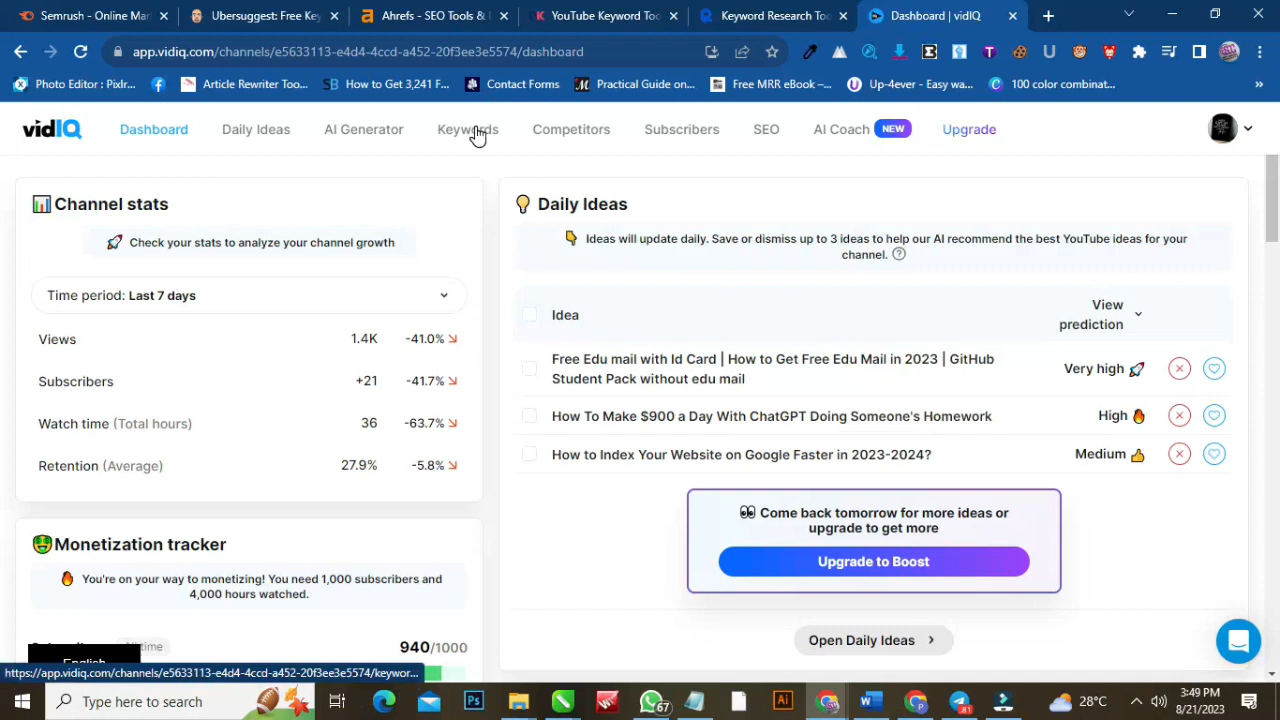 Semrush - Online Mar
Ubersuggest: Free Key
Ahrefs - SEO Tools &
YouTube Keyword Too
Keyword Research Too
Dashboard | vidIQ
app.vidiq.com/channels/e5633113-e4d4-4ccd-a452-20f3ee3e5574/dashboard
Photo Editor : Pixlr...
Article Rewriter Too...
How to Get 3,241 F...
Contact Forms
Practical Guide on...
Free MRR eBook –...
Up-4ever - Easy wa...
100 color combinat...
vidIQ
Dashboard
Daily Ideas
AI Generator
Keywords
Competitors
Subscribers
SEO
AI Coach NEW
Upgrade
Channel stats
Check your stats to analyze your channel growth
Time period: Last 7 days
Views 1.4K -41.0%
Subscribers +21 -41.7%
Watch time (Total hours) 36 -63.7%
Retention (Average) 27.9% -5.8%
Monetization tracker
You're on your way to monetizing! You need 1,000 subscribers and
4,000 hours watched.
940/1000
English
Daily Ideas
Ideas will update daily. Save or dismiss up to 3 ideas to help our AI recommend the best YouTube ideas for your
channel.
Idea
View
prediction
Free Edu mail with Id Card | How to Get Free Edu Mail in 2023 | GitHub
Student Pack without edu mail
Very high
How To Make $900 a Day With ChatGPT Doing Someone's Homework
High
How to Index Your Website on Google Faster in 2023-2024?
Medium
Come back tomorrow for more ideas or
upgrade to get more
Upgrade to Boost
Open Daily Ideas
https://app.vidiq.com/channels/e5633113-e4d4-4ccd-a452-20f3ee3e5574/keywor...
Type here to search
67
81
28°C
3:49 PM
8/21/2023